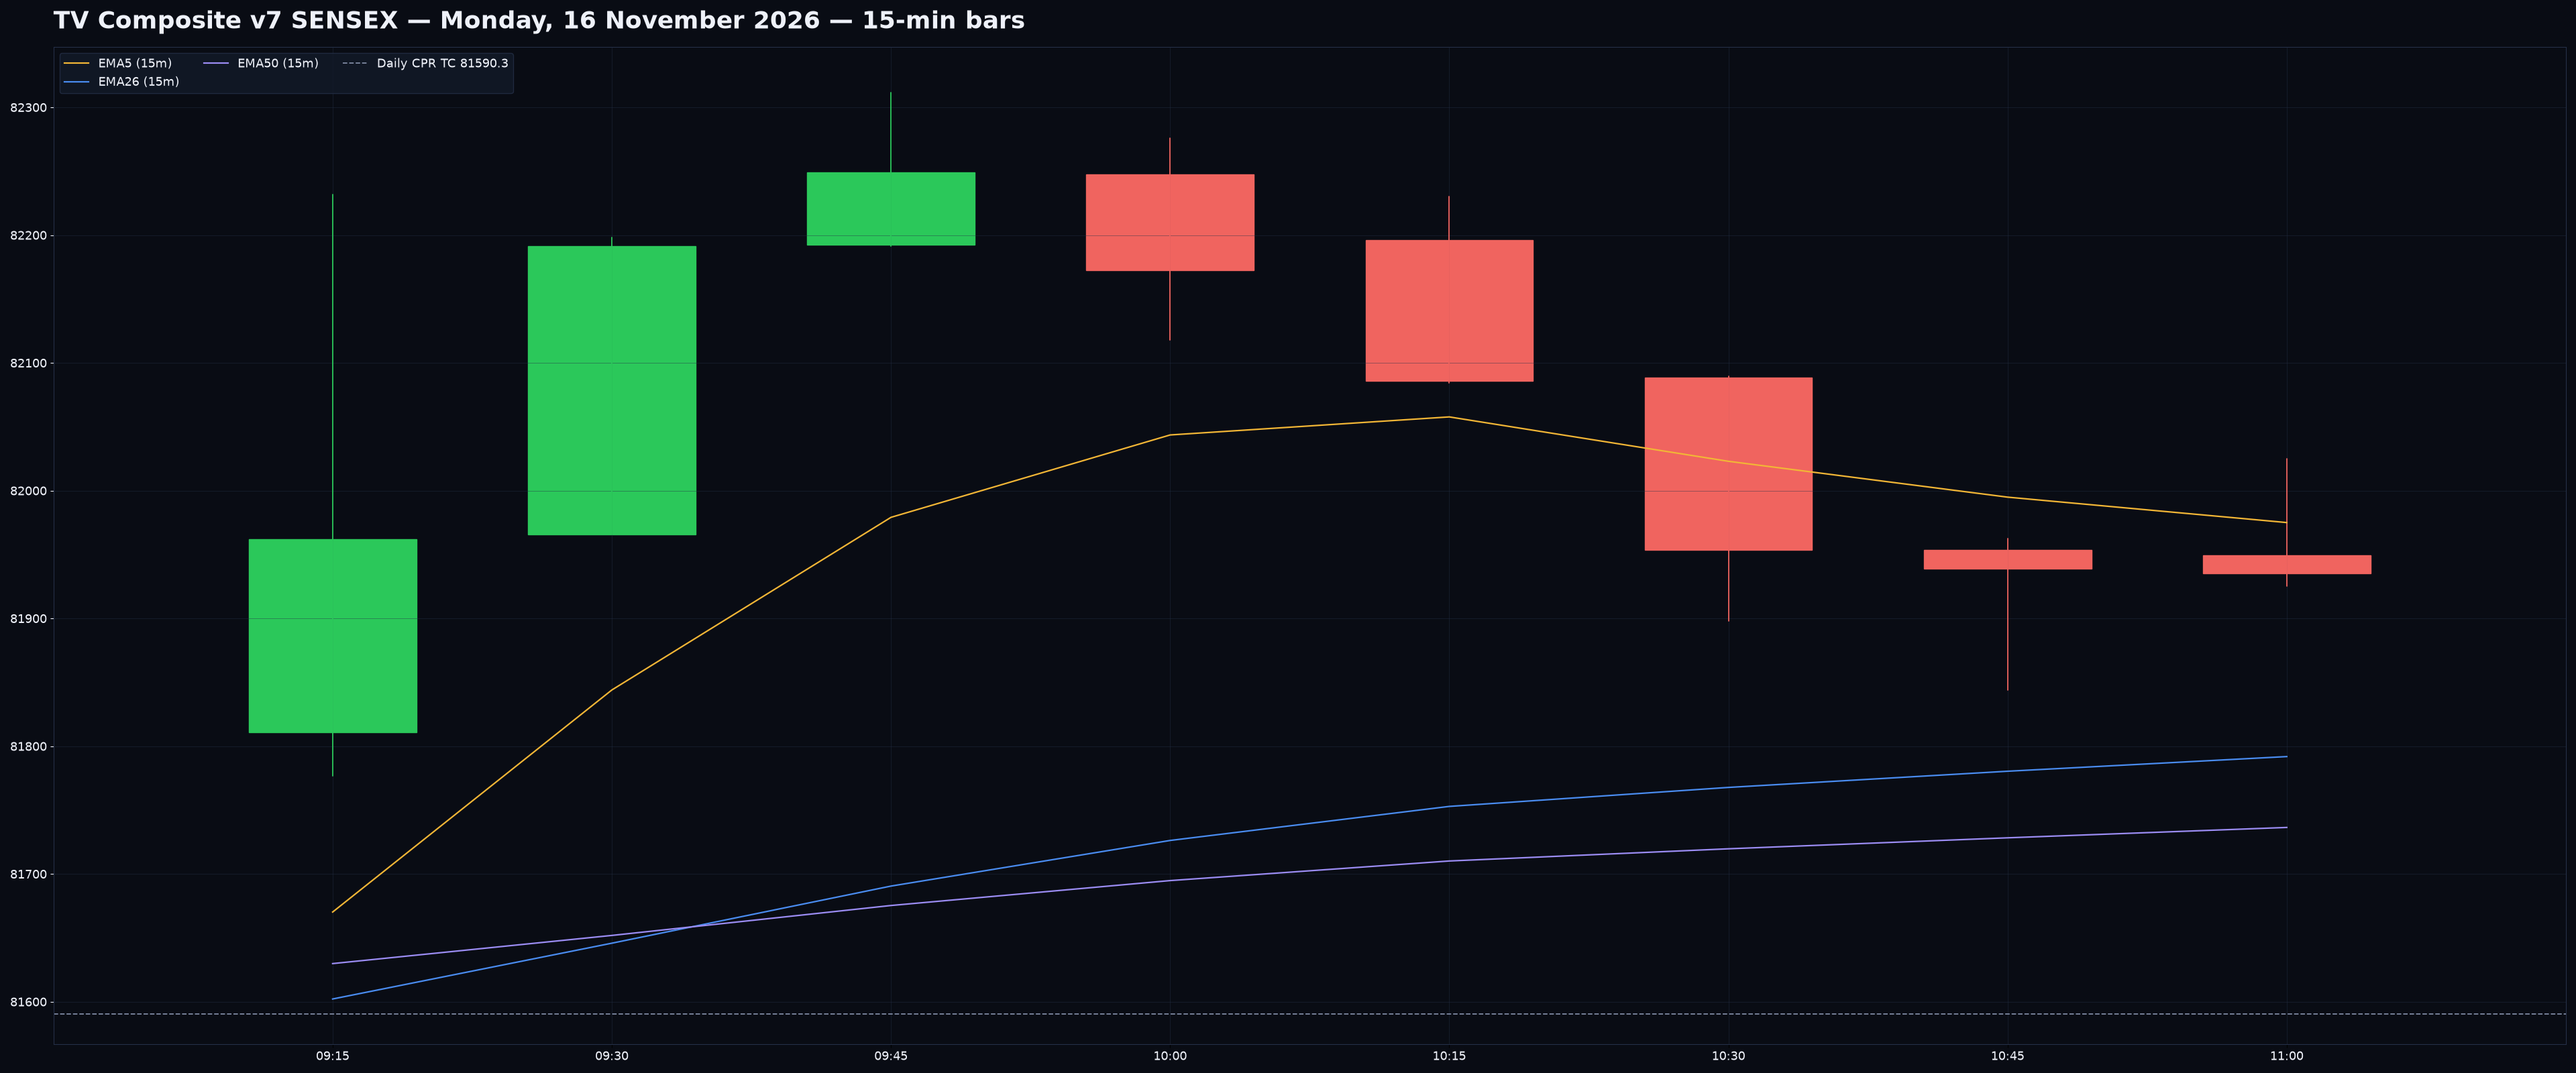 TV Composite v7 SENSEX — Monday, 16 November 2026 — 15-min bars
EMA5 (15m) EMA50 (15m) Daily CPR TC 81590.3
EMA26 (15m)
82300
82200
82100
82000
81900
81800
81700
81600
09:15 09:30 09:45 10:00 10:15 10:30 10:45 11:00